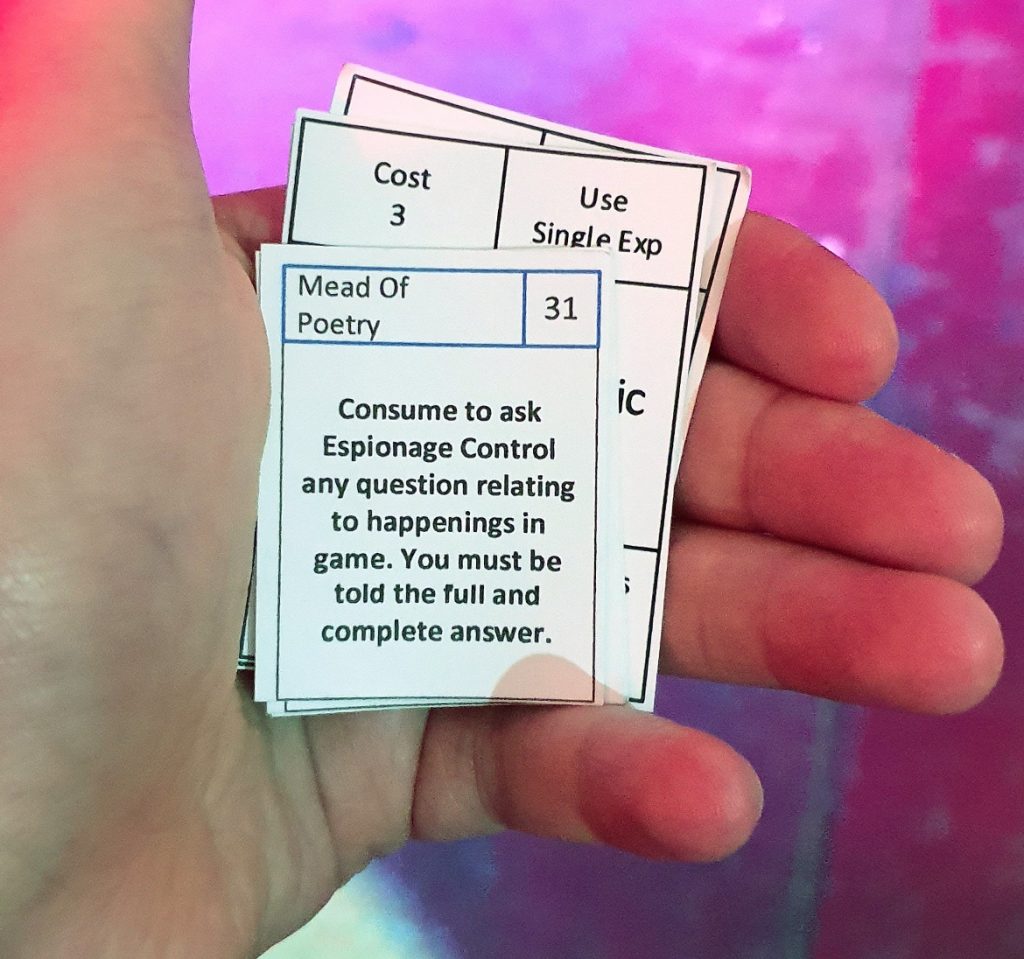 Cost
3
Use
Single Exp
Mead Of
Poetry
31
ic
Consume to ask
Espionage Control
any question relating
to happenings in
game. You must be
told the full and
complete answer.
s